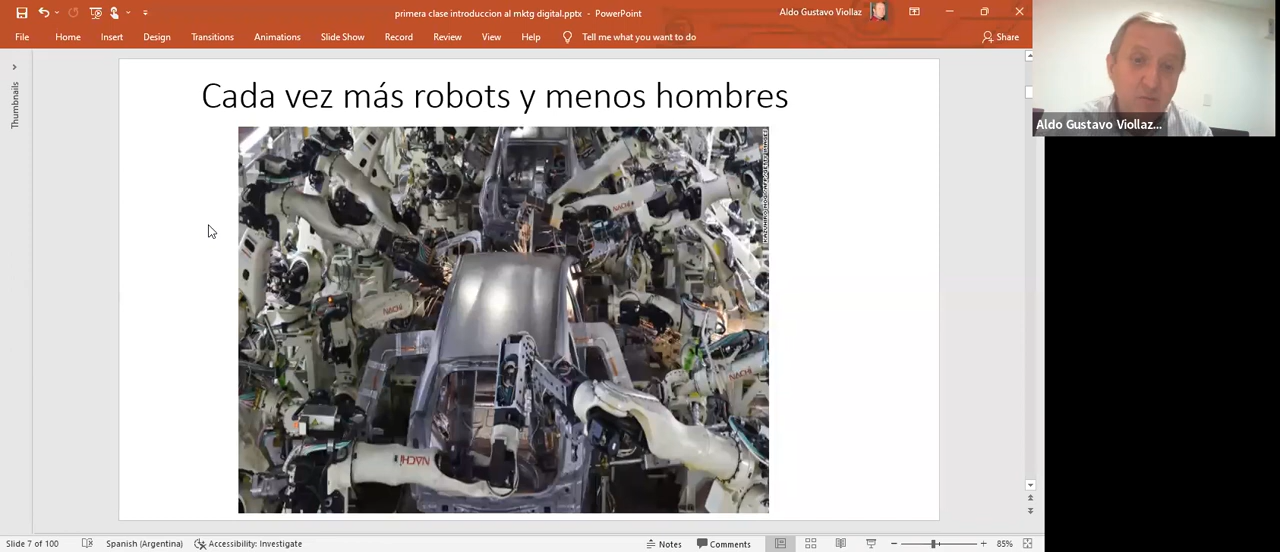 primera clase introduccion al mktg digital.pptx - PowerPoint
Aldo Gustavo Viollaz
File Home Insert Design Transitions Animations Slide Show Record Review View Help Tell me what you want to do Share
Thumbnails
Cada vez más robots y menos hombres
NACHI
NACHI
NACHI
NACHI
Aldo Gustavo Viollaz...
Slide 7 of 100 Spanish (Argentina) Accessibility: Investigate Notes Comments 85%